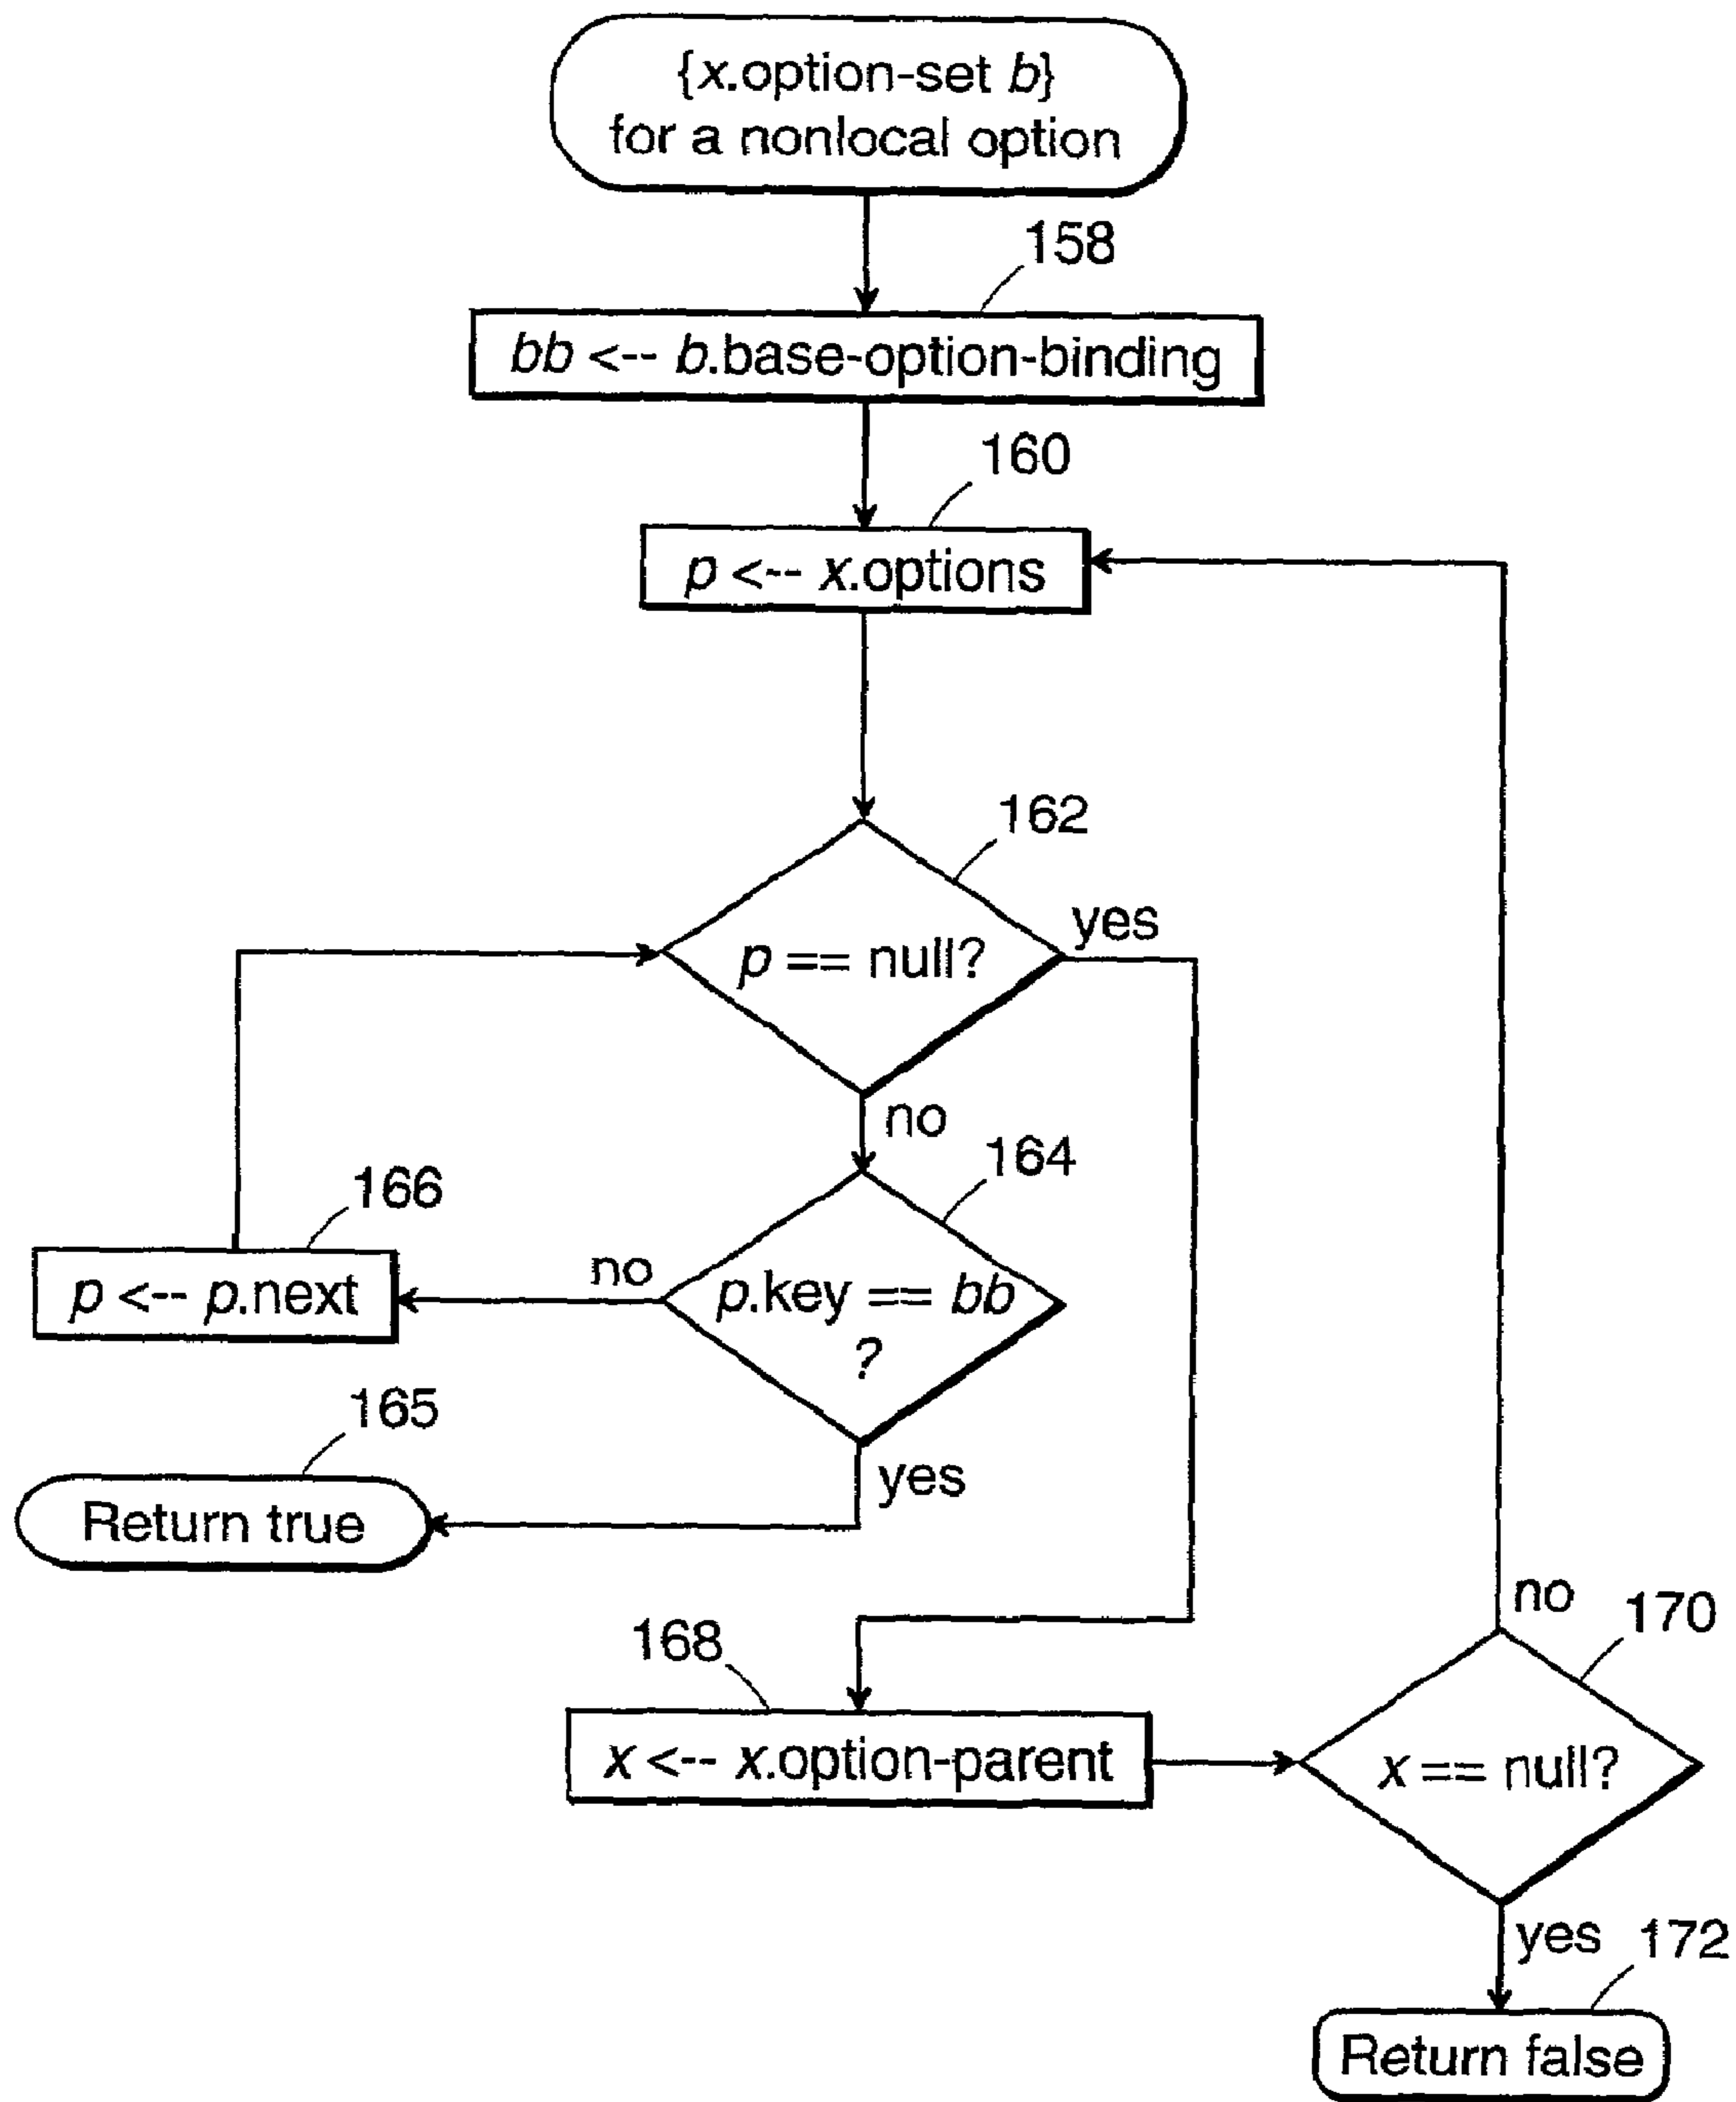 {x.option-set b}
for a nonlocal option
158
bb <-- b.base-option-binding
160
p <-- x.options
162
p == null?
yes
no
164
166
p <-- p.next
no
p.key == bb
?
165
Return true
yes
no
170
168
x <-- x.option-parent
x == null?
yes
172
Return false